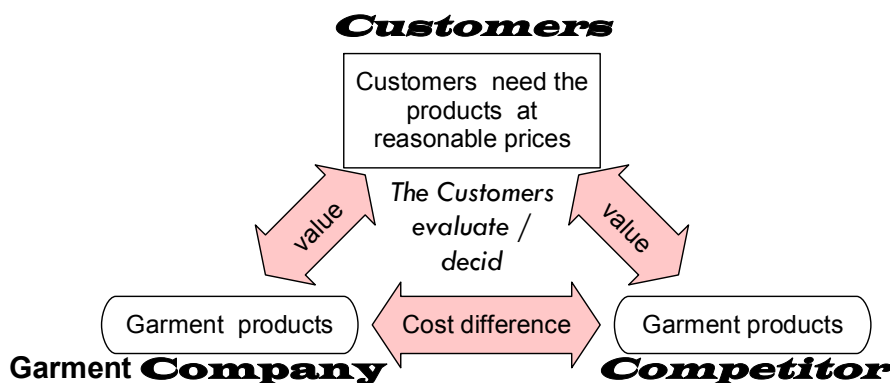 Customers
Customers need the
products at
reasonable prices
The Customers
evaluate /
decid
value
value
Garment products
Cost difference
Garment products
Garment Company
Competitor